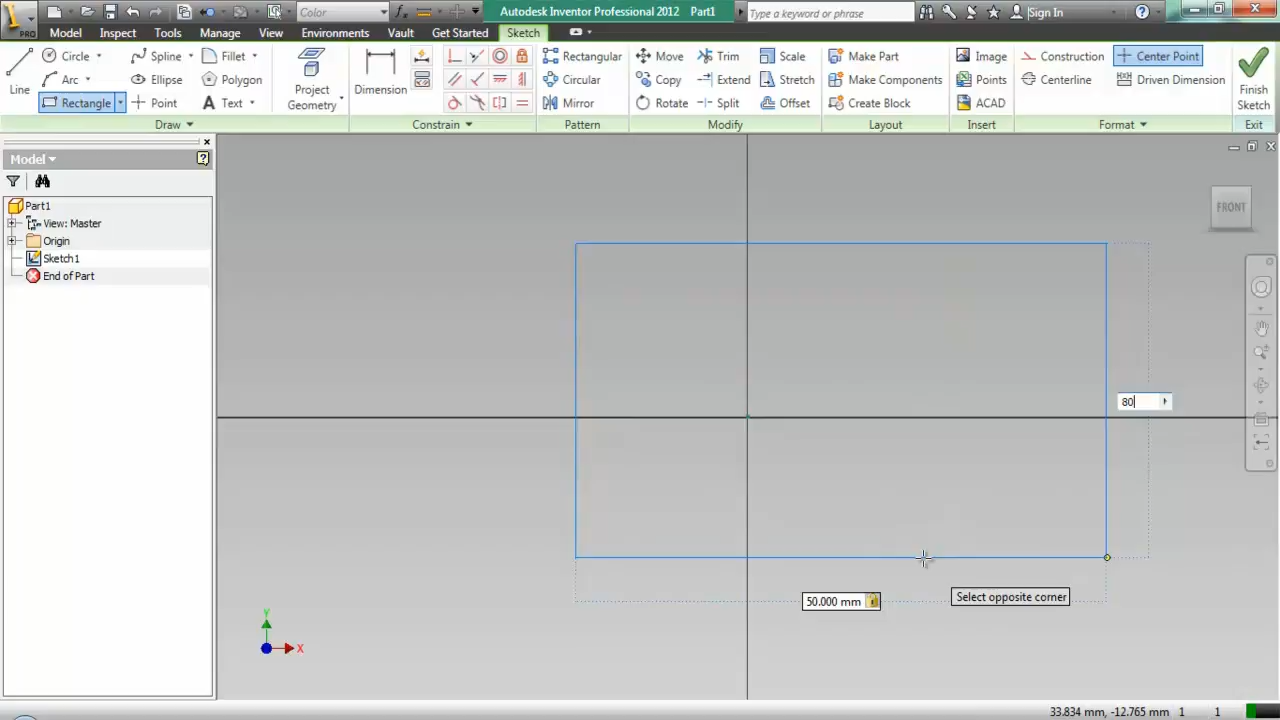 PRO
Color
Autodesk Inventor Professional 2012 Part1
Type a keyword or phrase
Sign In
Model Inspect Tools Manage View Environments Vault Get Started Sketch
Line
Circle
Arc
Rectangle
Spline
Ellipse
Point
Fillet
Polygon
Text
Project
Geometry
Dimension
Rectangular
Circular
Mirror
Move
Copy
Rotate
Trim
Extend
Split
Scale
Stretch
Offset
Make Part
Make Components
Create Block
Image
Points
ACAD
Construction
Centerline
Center Point
Driven Dimension
Finish
Sketch
Draw Constrain Pattern Modify Layout Insert Format Exit
Model
Part1
View: Master
Origin
Sketch1
End of Part
FRONT
80
50.000 mm
Select opposite corner
Y
X
33.834 mm, -12.765 mm 1 1